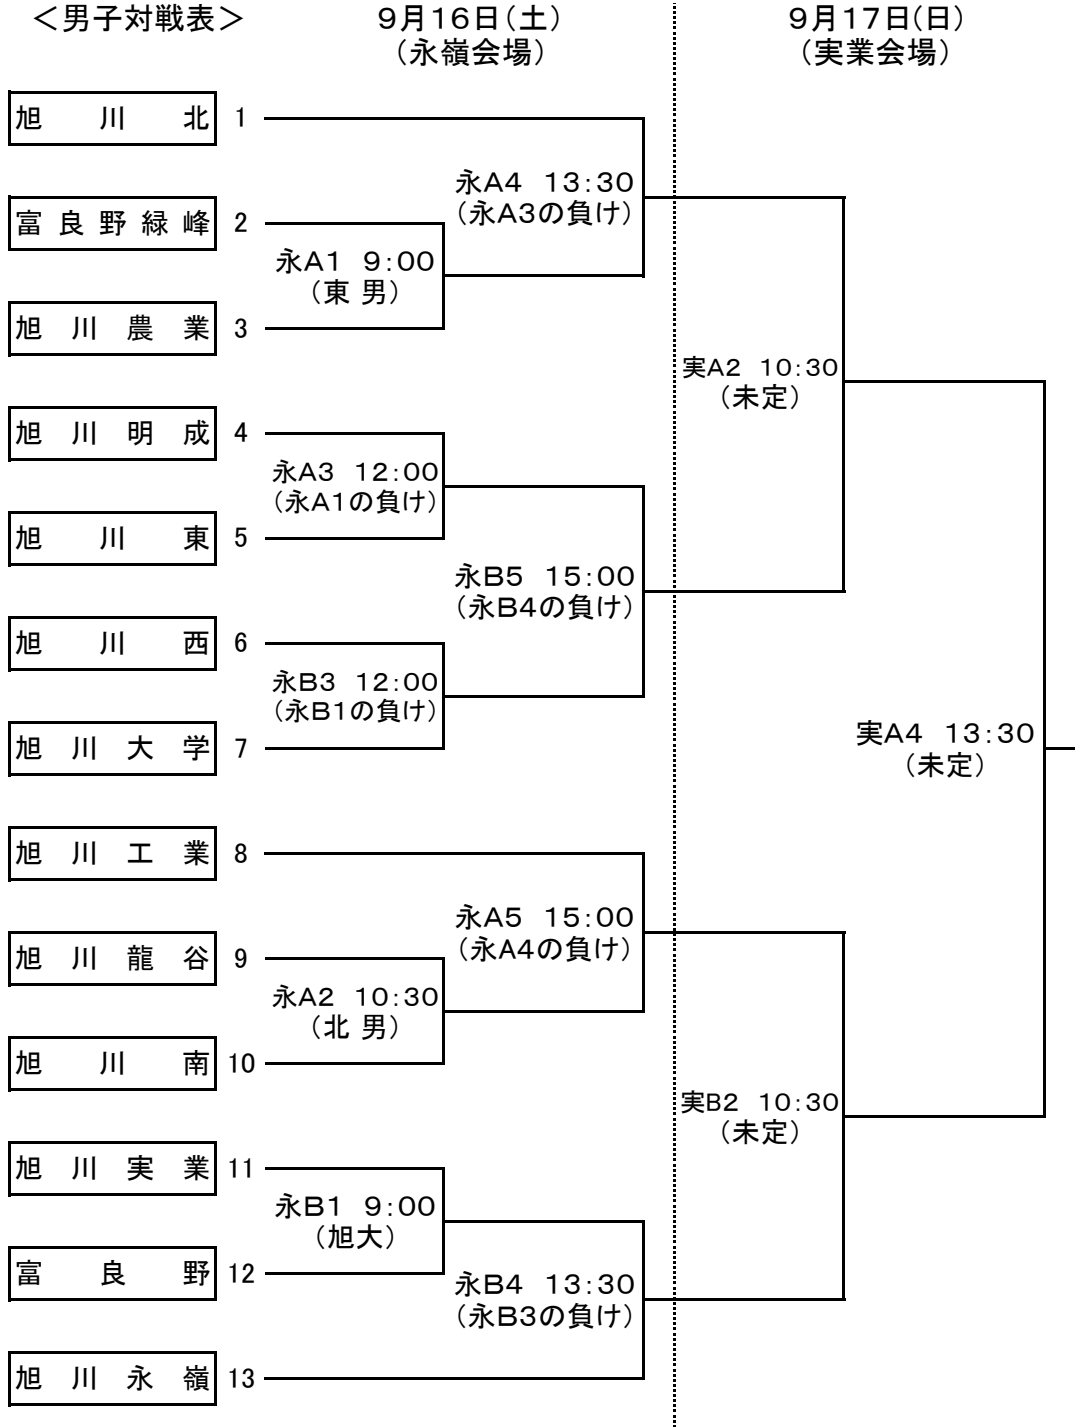 ＜男子対戦表＞ 9月16日（土） 9月17日（日）
（永嶺会場） （実業会場）
旭川北 1
永A4 13:30
（永A3の負け）
富良野緑峰 2
永A1 9:00
（東 男）
旭川農業 3
実A2 10:30
（未定）
旭川明成 4
永A3 12:00
（永A1の負け）
旭川東 5
永B5 15:00
（永B4の負け）
旭川西 6
永B3 12:00
（永B1の負け）
旭川大学 7
実A4 13:30
（未定）
旭川工業 8
永A5 15:00
（永A4の負け）
旭川龍谷 9
永A2 10:30
（北 男）
旭川南 10
実B2 10:30
（未定）
旭川実業 11
永B1 9:00
（旭大）
富良野 12
永B4 13:30
（永B3の負け）
旭川永嶺 13